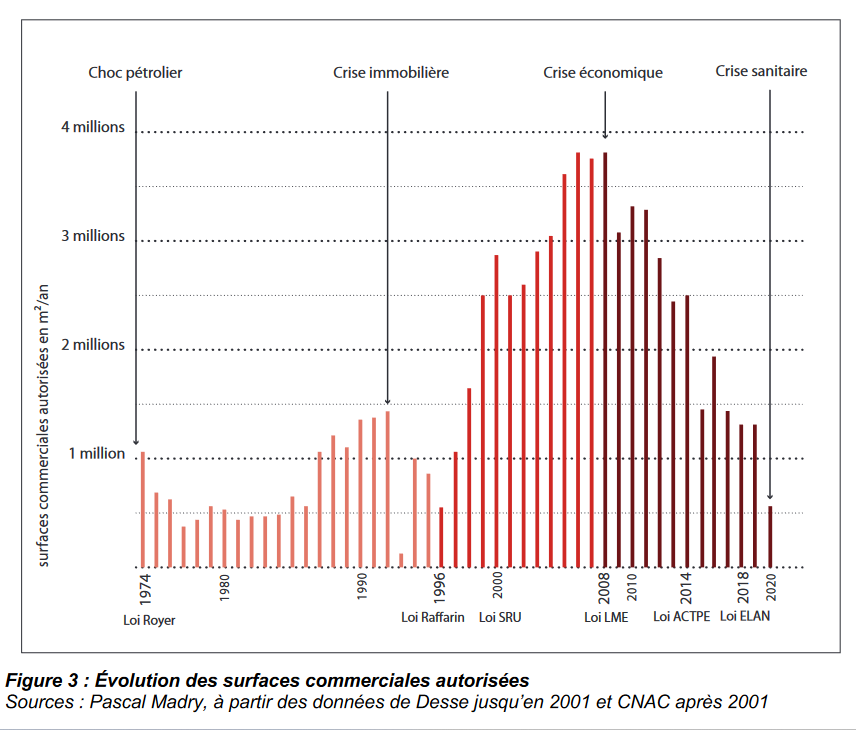 Choc pétrolier
Crise immobilière
Crise économique
Crise sanitaire
4 millions
3 millions
2 millions
1 million
surfaces commerciales autorisées en m²/an
1974
1980
1990
1996
2000
2008
2010
2014
2018
2020
Loi Royer
Loi Raffarin
Loi SRU
Loi LME
Loi ACTPE
Loi ELAN
Figure 3 : Évolution des surfaces commerciales autorisées
Sources : Pascal Madry, à partir des données de Desse jusqu'en 2001 et CNAC après 2001